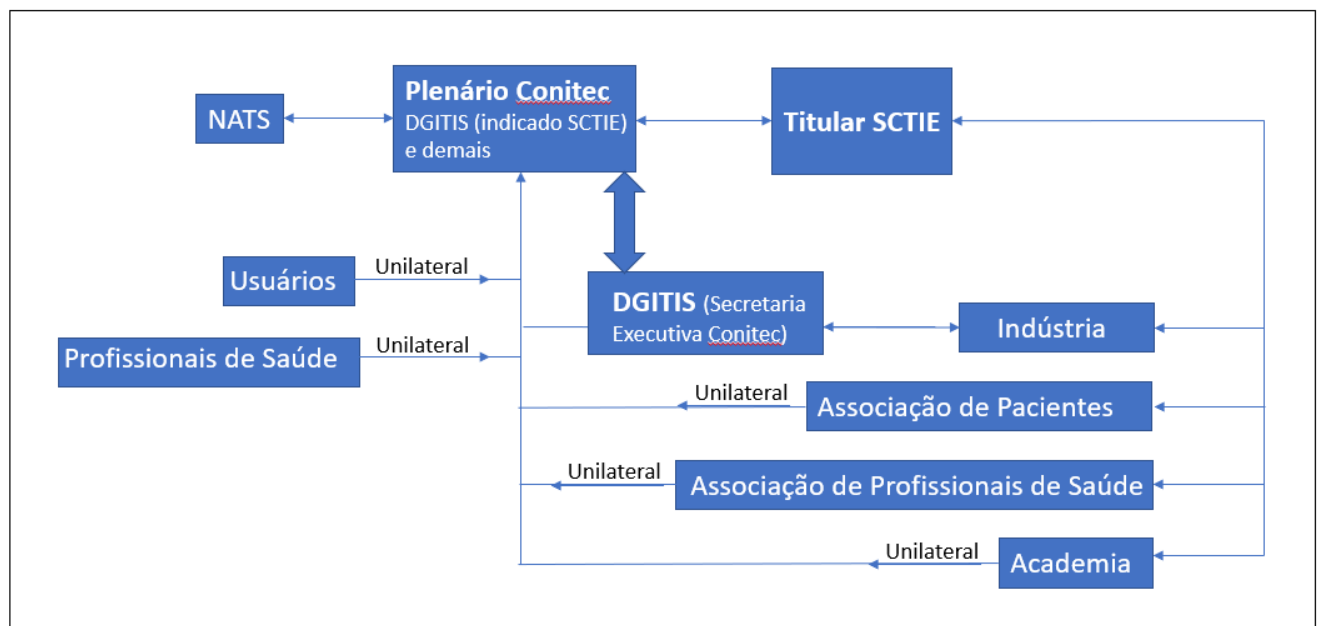 Plenário Conitec
DGITIS (indicado SCTIE)
e demais
NATS
Titular SCTIE
Usuários
Unilateral
DGITIS (Secretaria
Executiva Conitec)
Indústria
Profissionais de Saúde
Unilateral
Unilateral
Associação de Pacientes
Unilateral
Associação de Profissionais de Saúde
Unilateral
Academia